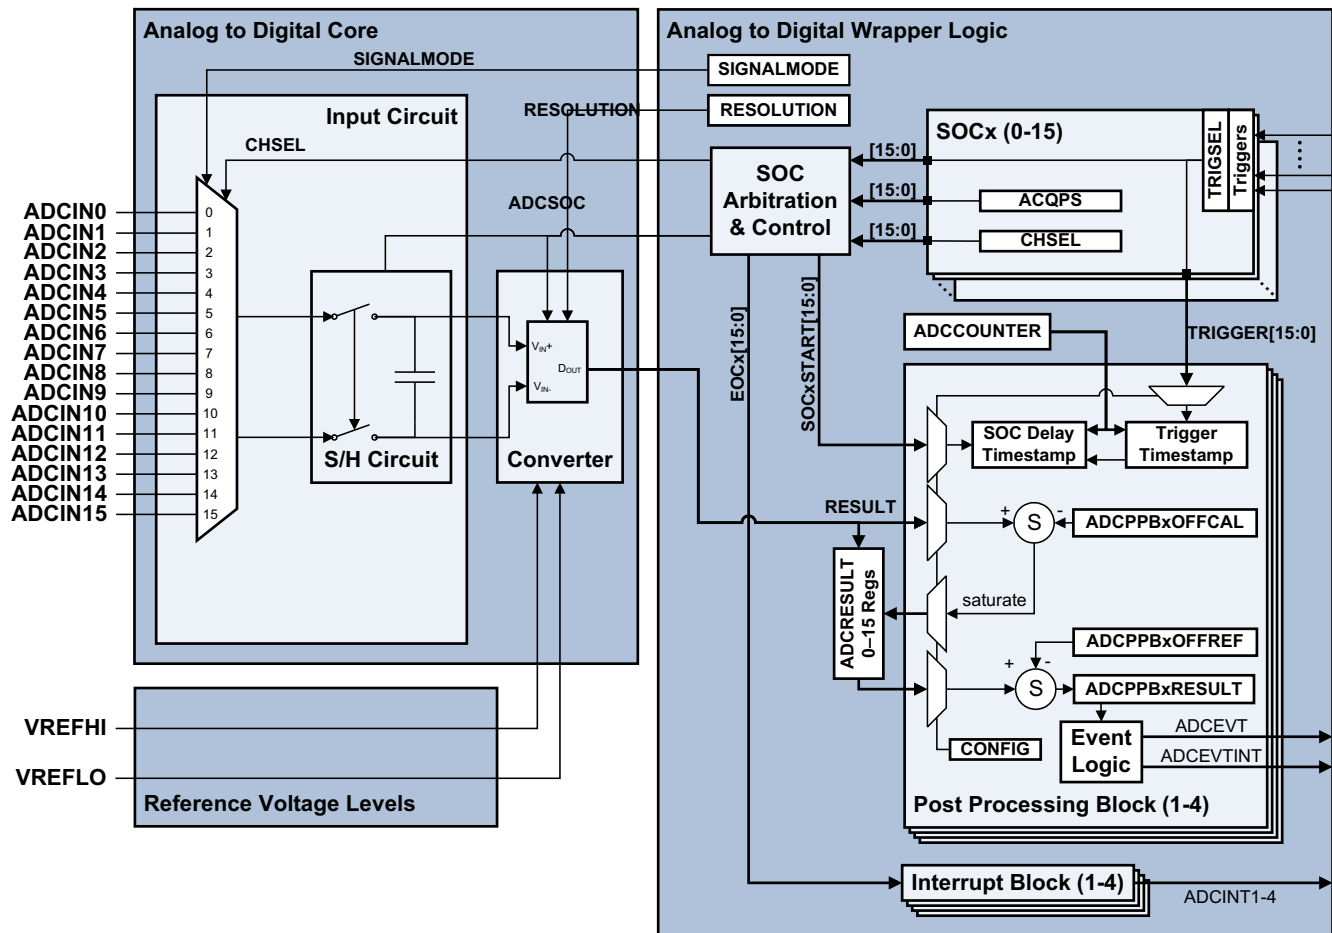 Analog to Digital Core
SIGNALMODE
Input Circuit
CHSEL
RESOLUTION
ADCSOC
ADCIN0
ADCIN1
ADCIN2
ADCIN3
ADCIN4
ADCIN5
ADCIN6
ADCIN7
ADCIN8
ADCIN9
ADCIN10
ADCIN11
ADCIN12
ADCIN13
ADCIN14
ADCIN15
0
1
2
3
4
5
6
7
8
9
10
11
12
13
14
15
S/H Circuit
VIN+
DOUT
VIN-
Converter
VREFHI
VREFLO
Reference Voltage Levels
Analog to Digital Wrapper Logic
SIGNALMODE
RESOLUTION
SOC
Arbitration
& Control
[15:0]
[15:0]
[15:0]
SOCx (0-15)
TRIGSEL
Triggers
ACQPS
CHSEL
EOCx[15:0]
SOCxSTART[15:0]
ADCCOUNTER
TRIGGER[15:0]
SOC Delay
Timestamp
Trigger
Timestamp
RESULT
+
S
-
ADCPPBxOFFCAL
ADCRESULT
0–15 Regs
saturate
ADCPPBxOFFREF
+
-
S
ADCPPBxRESULT
CONFIG
Event
Logic
ADCEVT
ADCEVTINT
Post Processing Block (1-4)
Interrupt Block (1-4)
ADCINT1-4